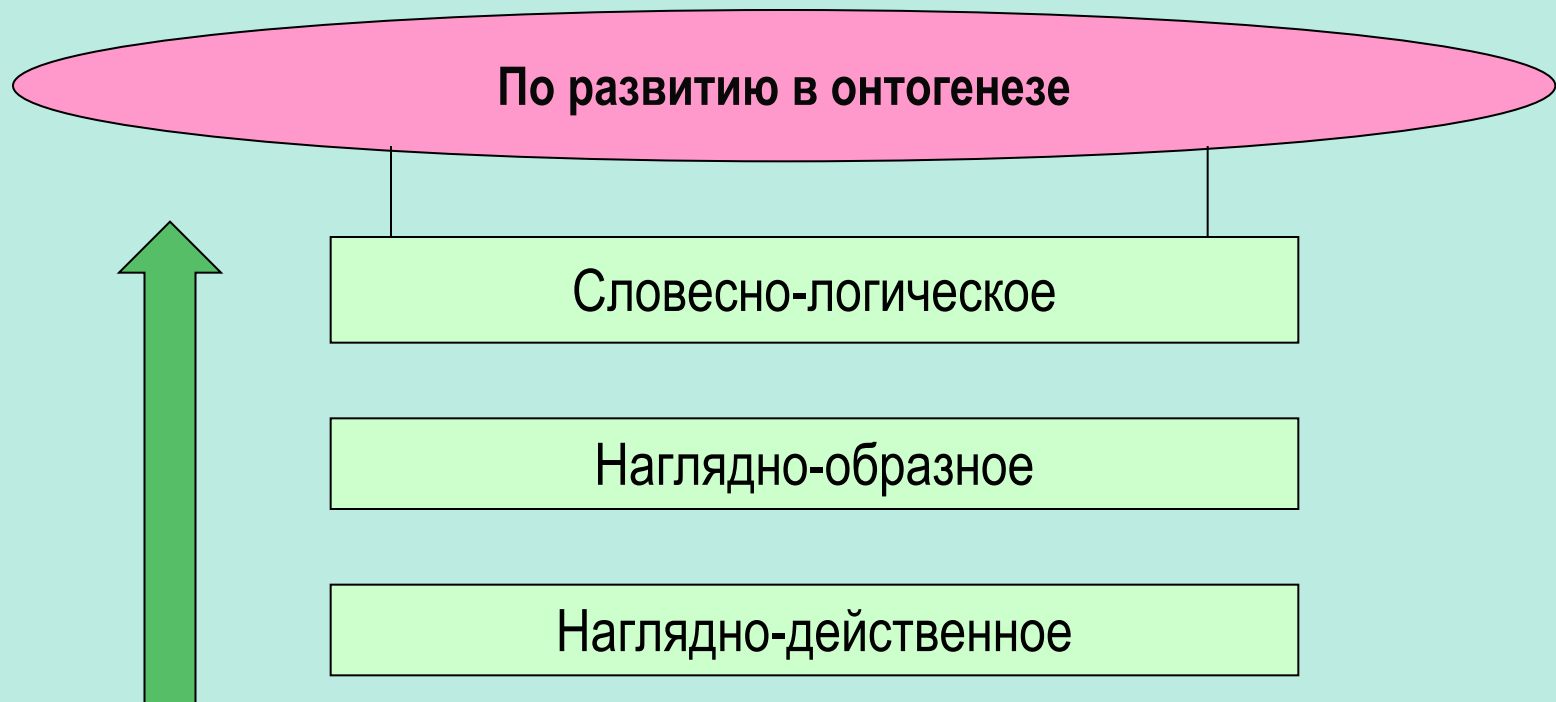 По развитию в онтогенезе
Словесно-логическое
Наглядно-образное
Наглядно-действенное